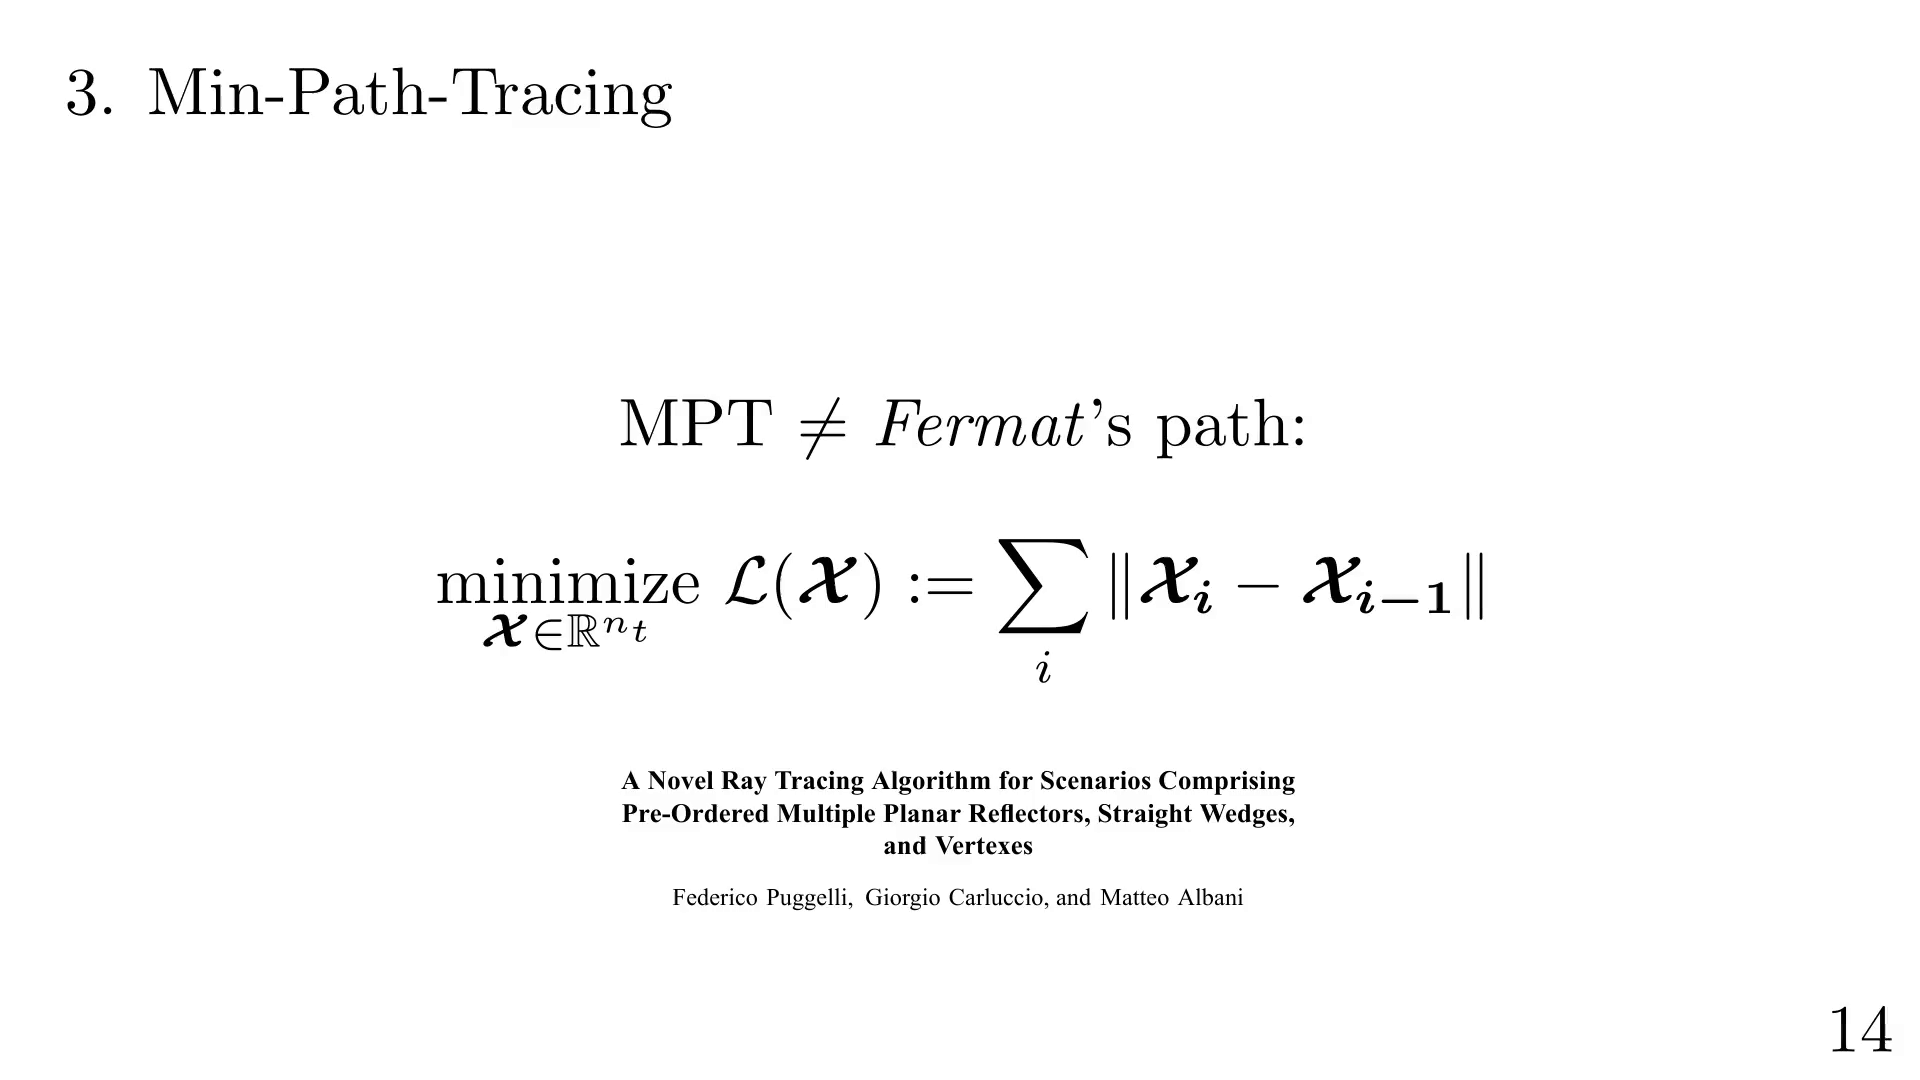 3. Min-Path-Tracing
MPT ≠ Fermat's path:
minimize 𝓛(𝓧) := ∑ ‖𝓧ᵢ − 𝓧ᵢ₋₁‖
𝓧∈ℝⁿₜ
i
A Novel Ray Tracing Algorithm for Scenarios Comprising
Pre-Ordered Multiple Planar Reflectors, Straight Wedges,
and Vertexes
Federico Puggelli, Giorgio Carluccio, and Matteo Albani
14